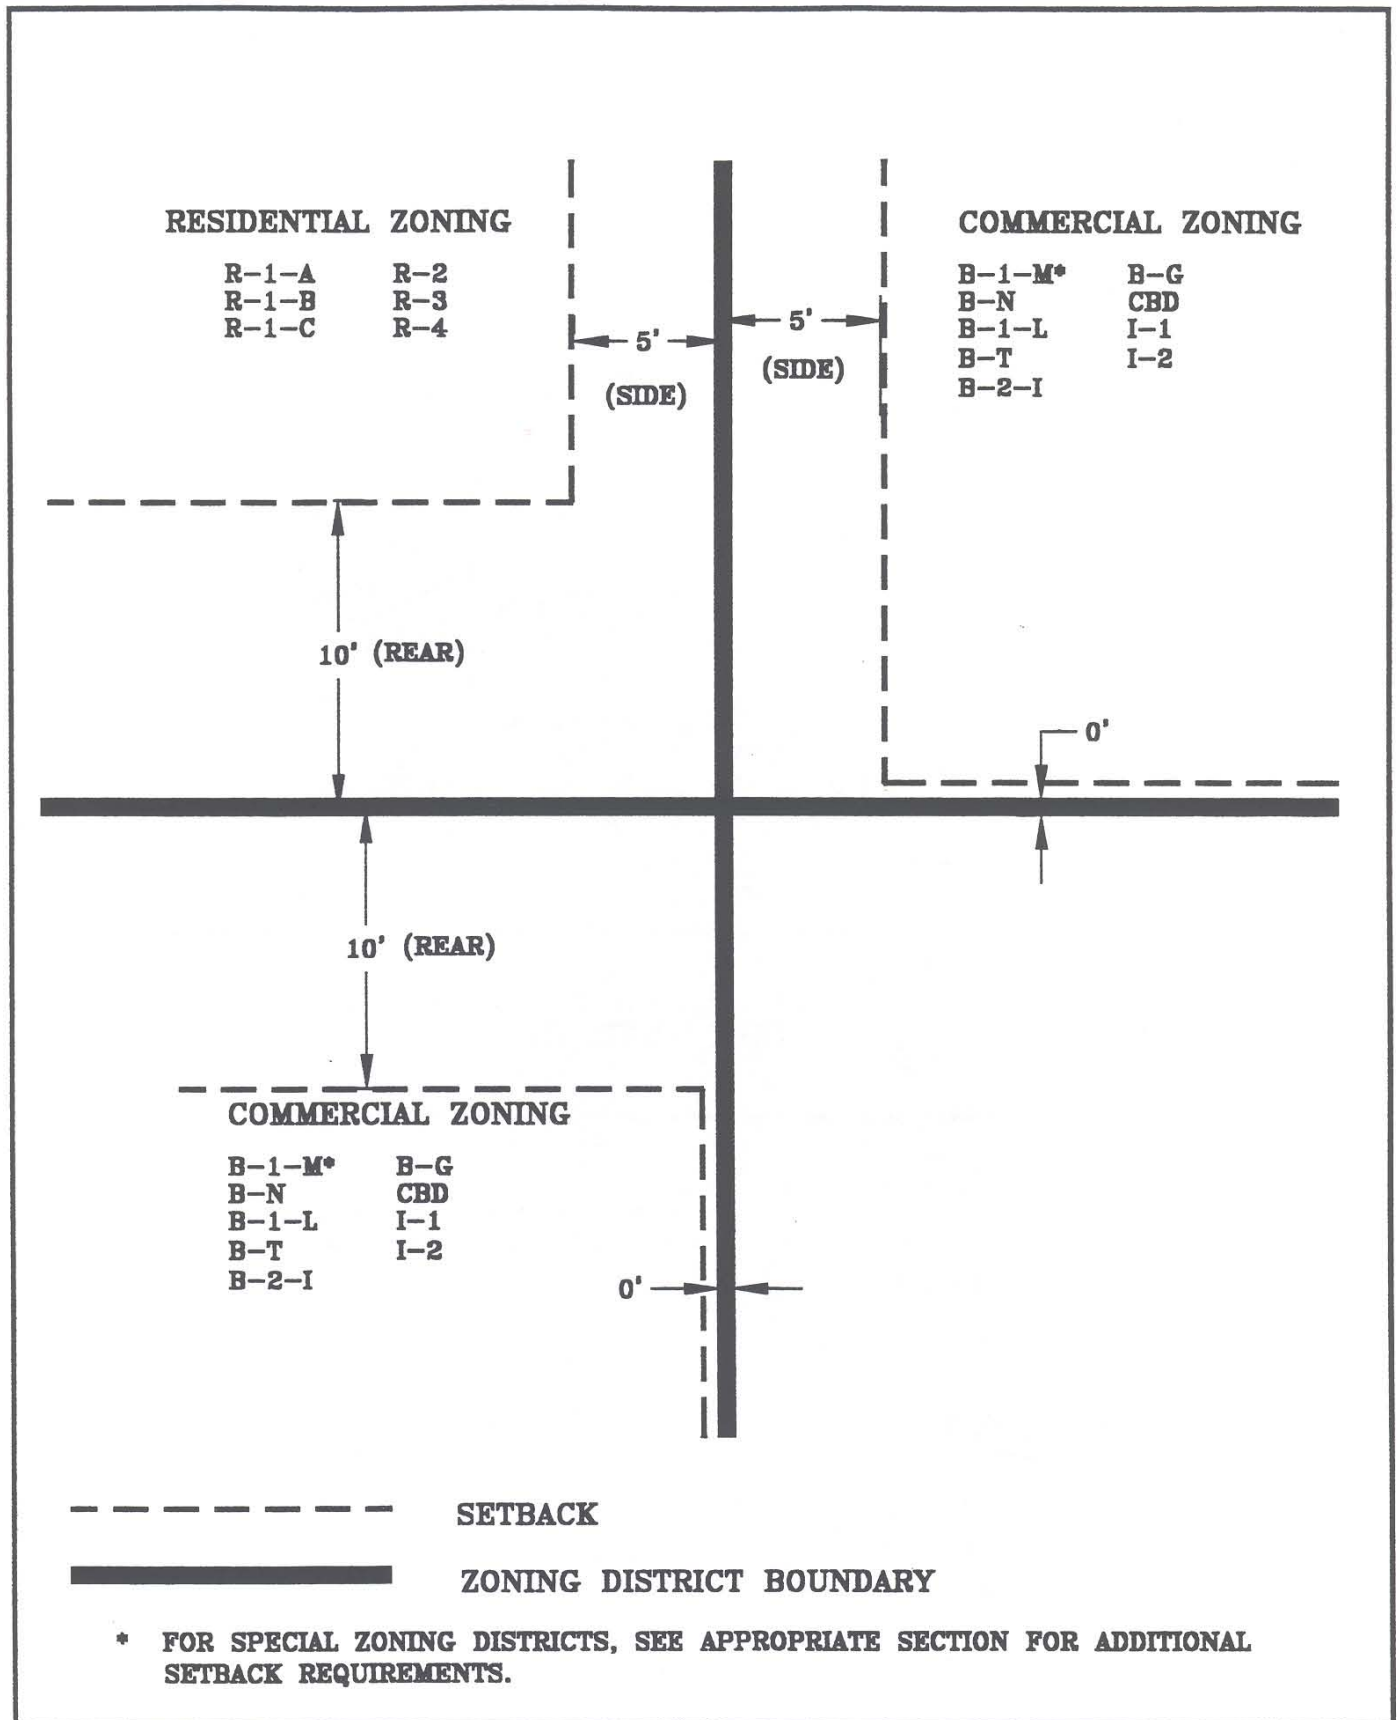 RESIDENTIAL ZONING
R-1-A R-2
R-1-B R-3
R-1-C R-4
5'
(SIDE)
5'
(SIDE)
COMMERCIAL ZONING
B-1-M* B-G
B-N CBD
B-1-L I-1
B-T I-2
B-2-I
10' (REAR)
0'
10' (REAR)
COMMERCIAL ZONING
B-1-M* B-G
B-N CBD
B-1-L I-1
B-T I-2
B-2-I
0'
SETBACK
ZONING DISTRICT BOUNDARY
* FOR SPECIAL ZONING DISTRICTS, SEE APPROPRIATE SECTION FOR ADDITIONAL
SETBACK REQUIREMENTS.